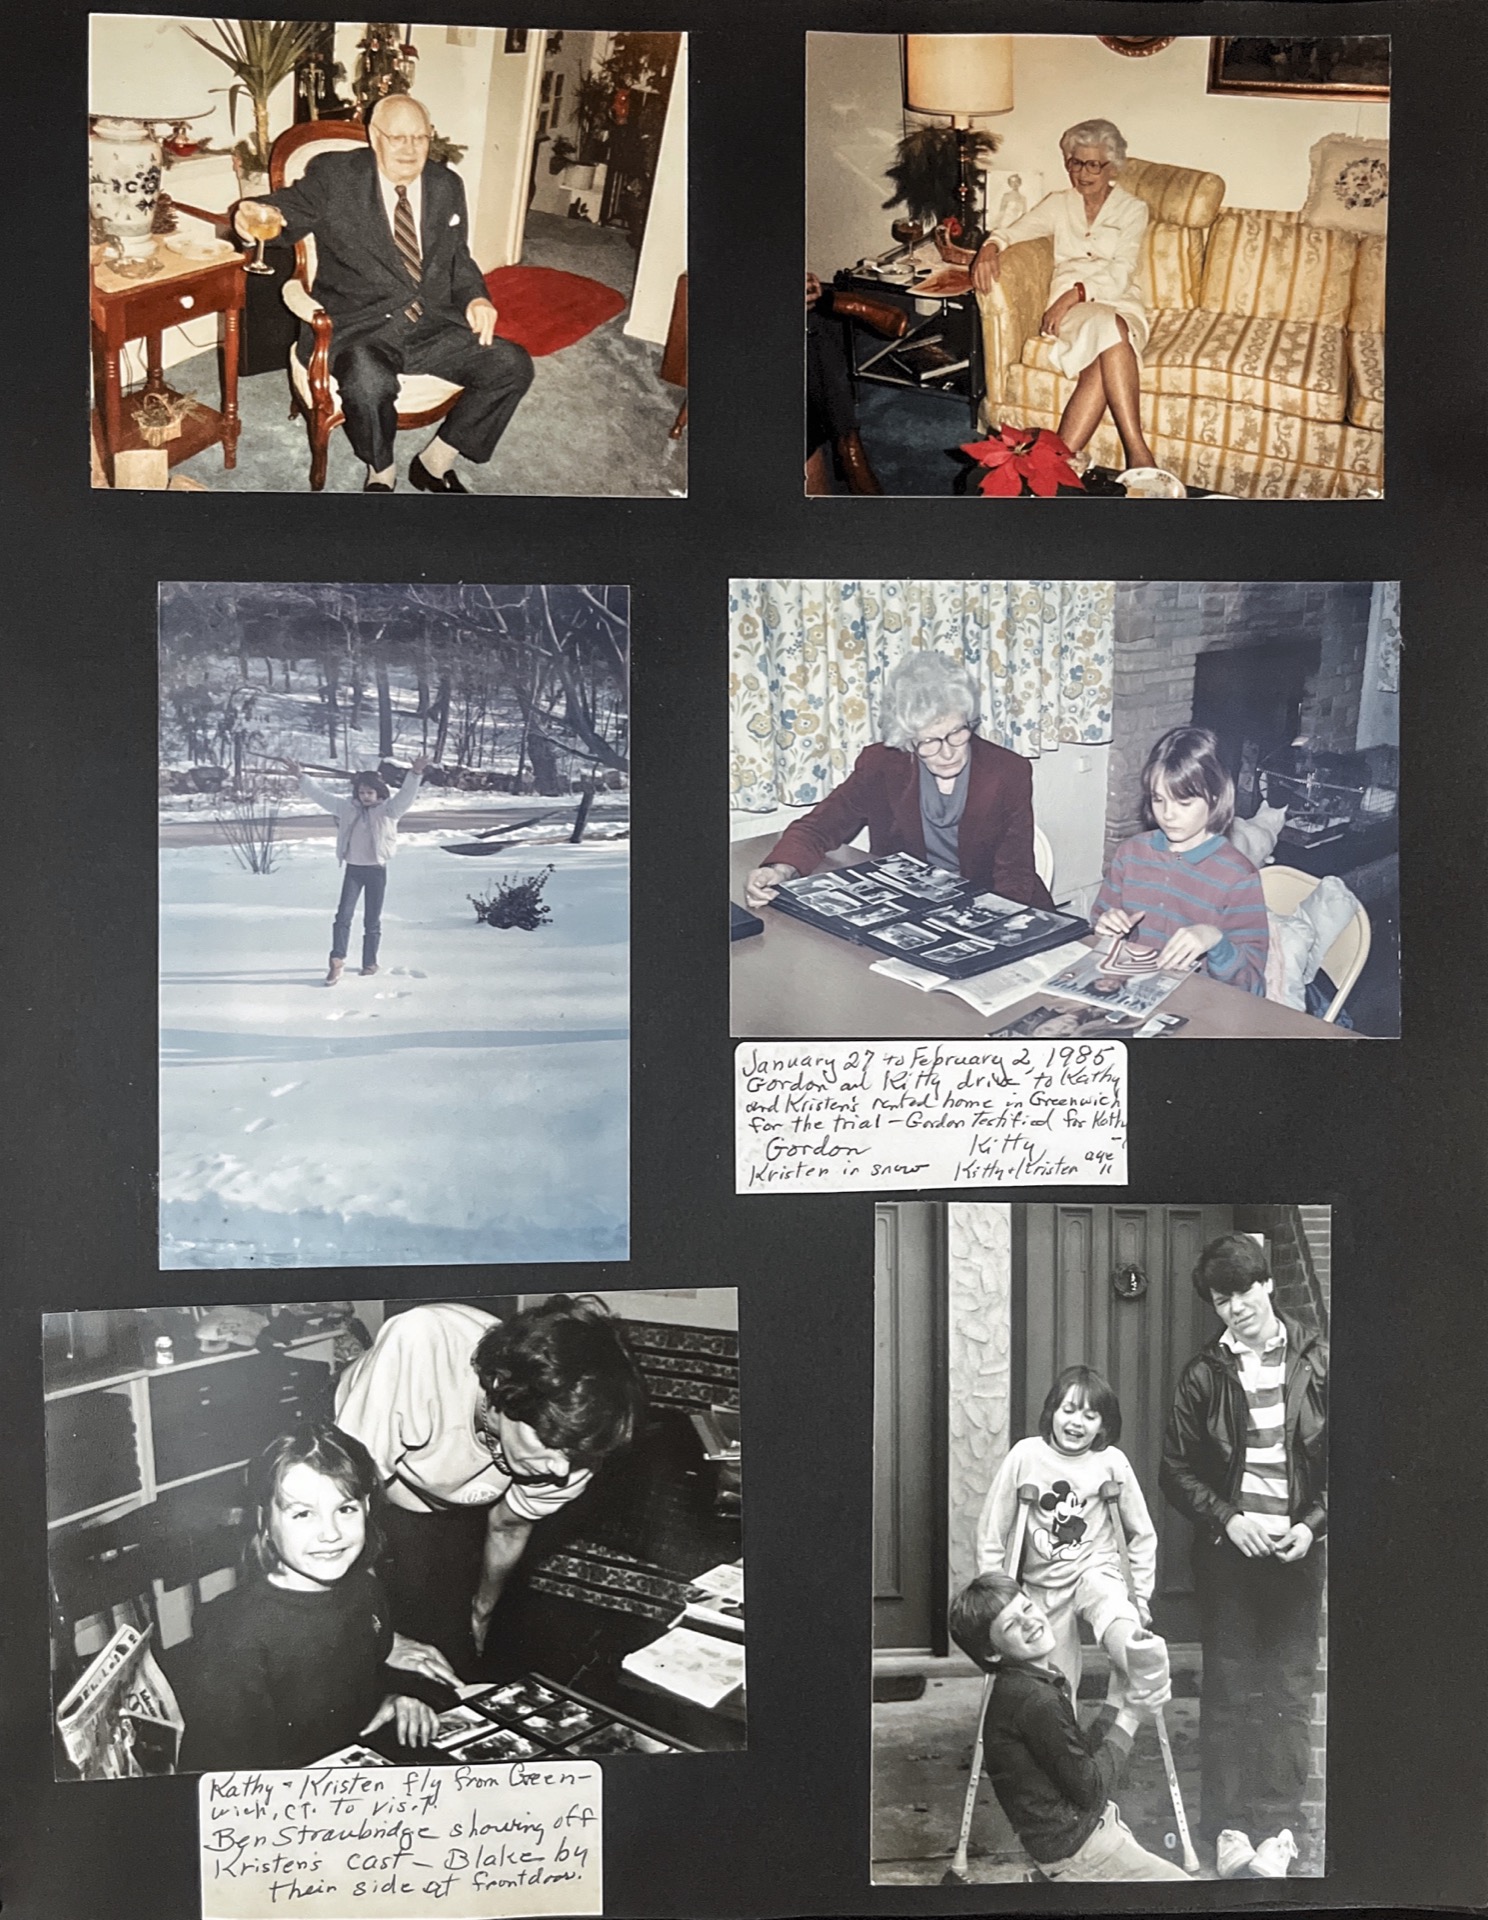 January 27 to February 2, 1985
Gordon and Kitty drive to Kathy
and Kristen's rented home in Greenwich
for the trial – Gordon Testified for Kathy
Gordon Kitty
Kristen in snow Kitty + Kristen age 11
Kathy & Kristen fly from Green-
wich, CT. To visit.
Ben Strawbridge showing off
Kristen's cast – Blake by
their side at frontdoor.